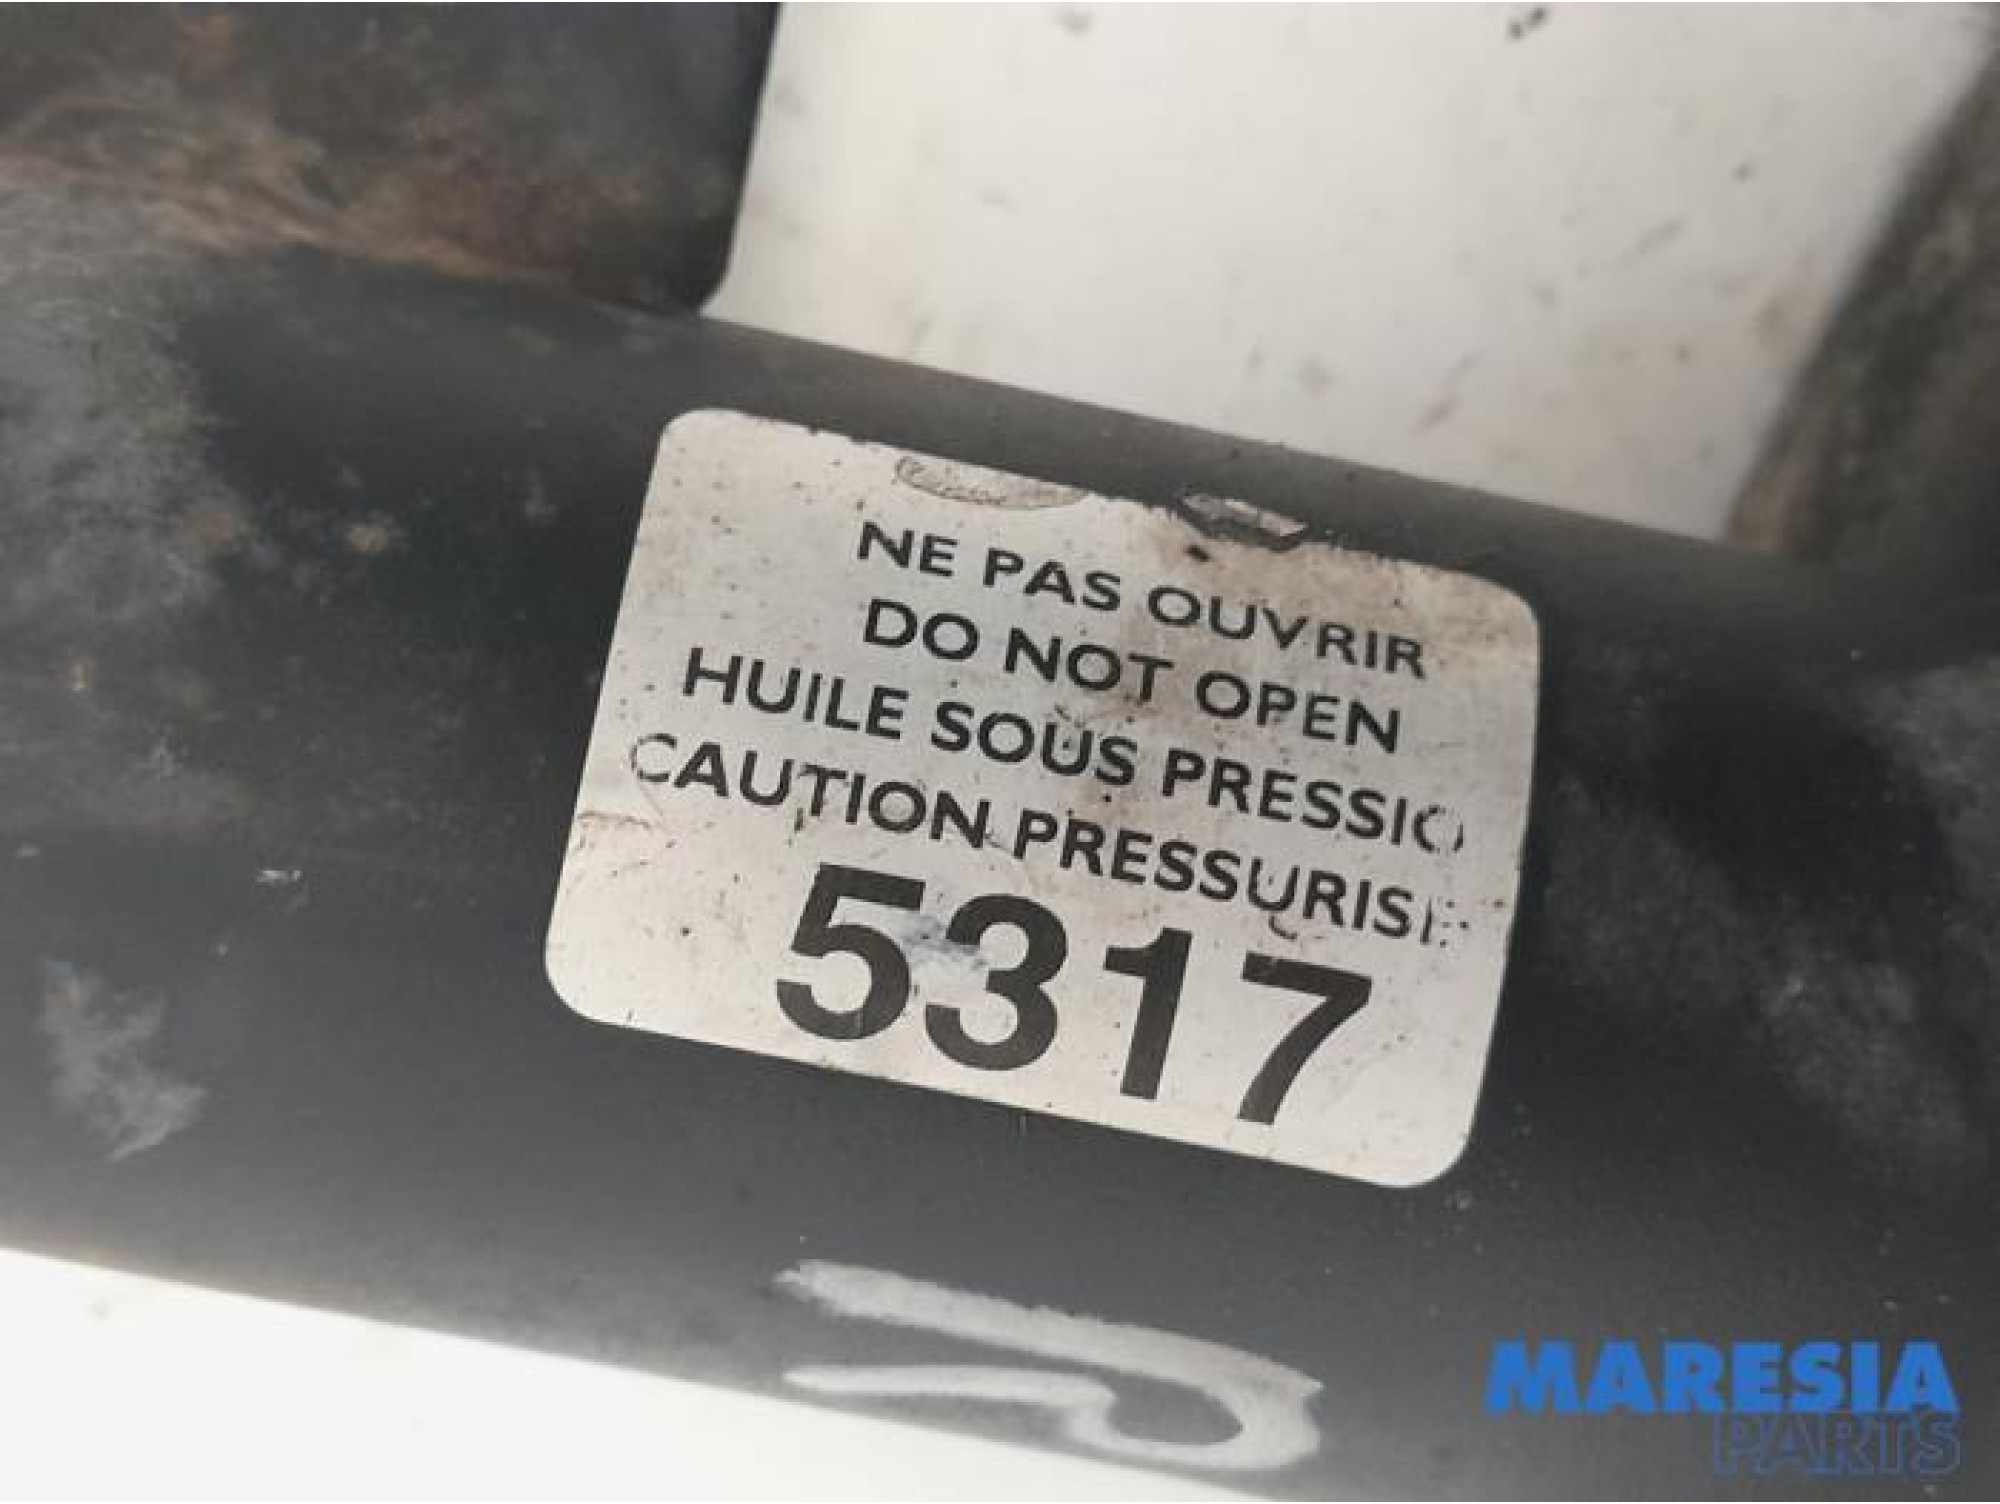 NE PAS OUVRIR
DO NOT OPEN
HUILE SOUS PRESSIO
CAUTION PRESSURISE
5317
MARESIA
PARTS